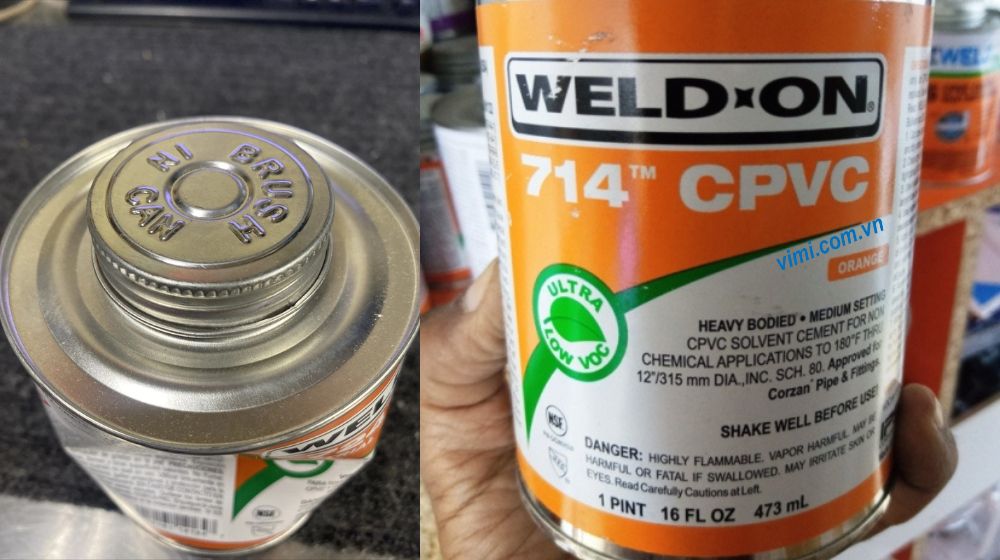 BRUSH
IN
CAN
WELD-ON
NSF
WELD-ON®
714™ CPVC
vimi.com.vn
ORANGE
ULTRA
LOW VOC
HEAVY BODIED • MEDIUM SETTING
CPVC SOLVENT CEMENT FOR NON
CHEMICAL APPLICATIONS TO 180°F THRU
12"/315 mm DIA., INC. SCH. 80. Approved for
Corzan® Pipe & Fittings.
SHAKE WELL BEFORE USE!
NSF
DANGER: HIGHLY FLAMMABLE. VAPOR HARMFUL. MAY BE
HARMFUL OR FATAL IF SWALLOWED. MAY IRRITATE SKIN OR
EYES. Read Carefully Cautions at Left.
1 PINT 16 FL OZ 473 mL